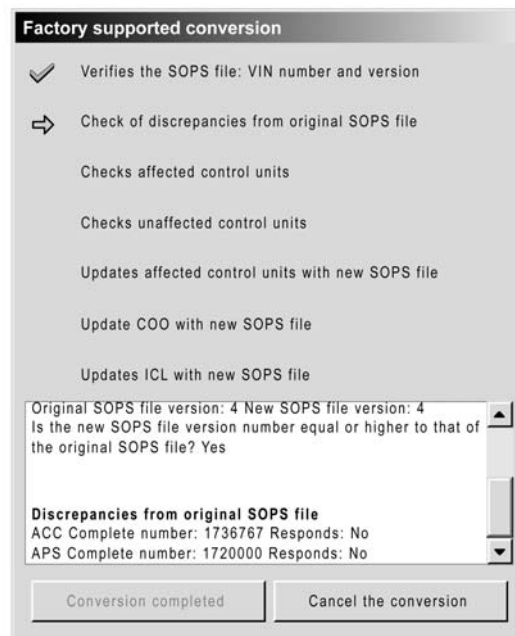 Factory supported conversion
Verifies the SOPS file: VIN number and version
Check of discrepancies from original SOPS file
Checks affected control units
Checks unaffected control units
Updates affected control units with new SOPS file
Update COO with new SOPS file
Updates ICL with new SOPS file
Original SOPS file version: 4 New SOPS file version: 4
Is the new SOPS file version number equal or higher to that of
the original SOPS file? Yes
Discrepancies from original SOPS file
ACC Complete number: 1736767 Responds: No
APS Complete number: 1720000 Responds: No
Conversion completed
Cancel the conversion